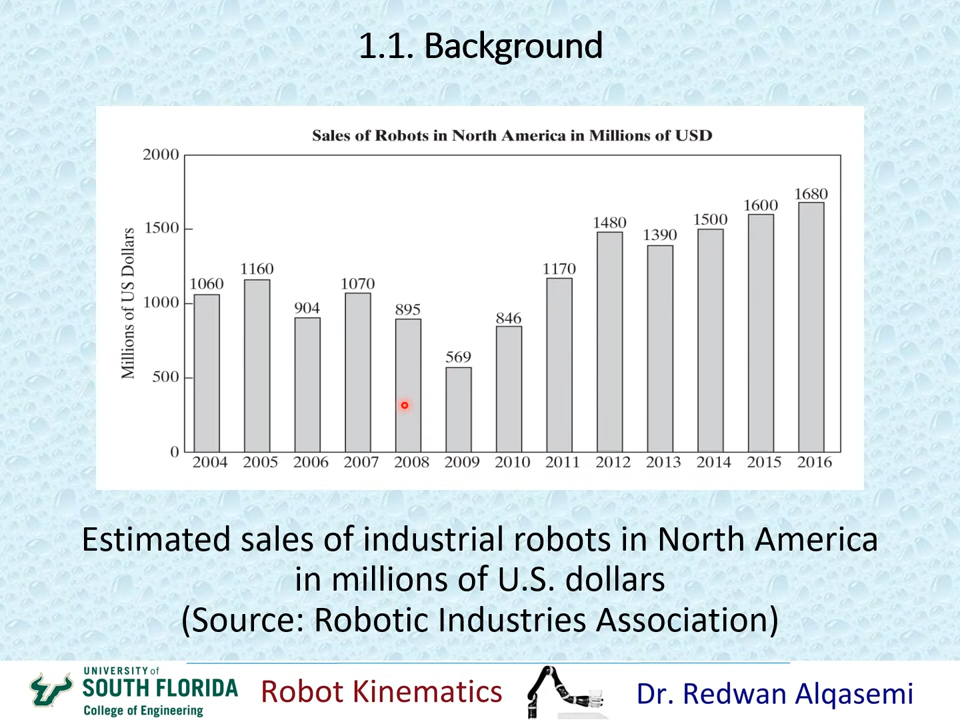 1.1. Background
Sales of Robots in North America in Millions of USD
Millions of US Dollars
2000
1500
1000
500
0
1060
1160
904
1070
895
569
846
1170
1480
1390
1500
1600
1680
2004 2005 2006 2007 2008 2009 2010 2011 2012 2013 2014 2015 2016
Estimated sales of industrial robots in North America
in millions of U.S. dollars
(Source: Robotic Industries Association)
UNIVERSITY of
SOUTH FLORIDA
College of Engineering
Robot Kinematics
Dr. Redwan Alqasemi